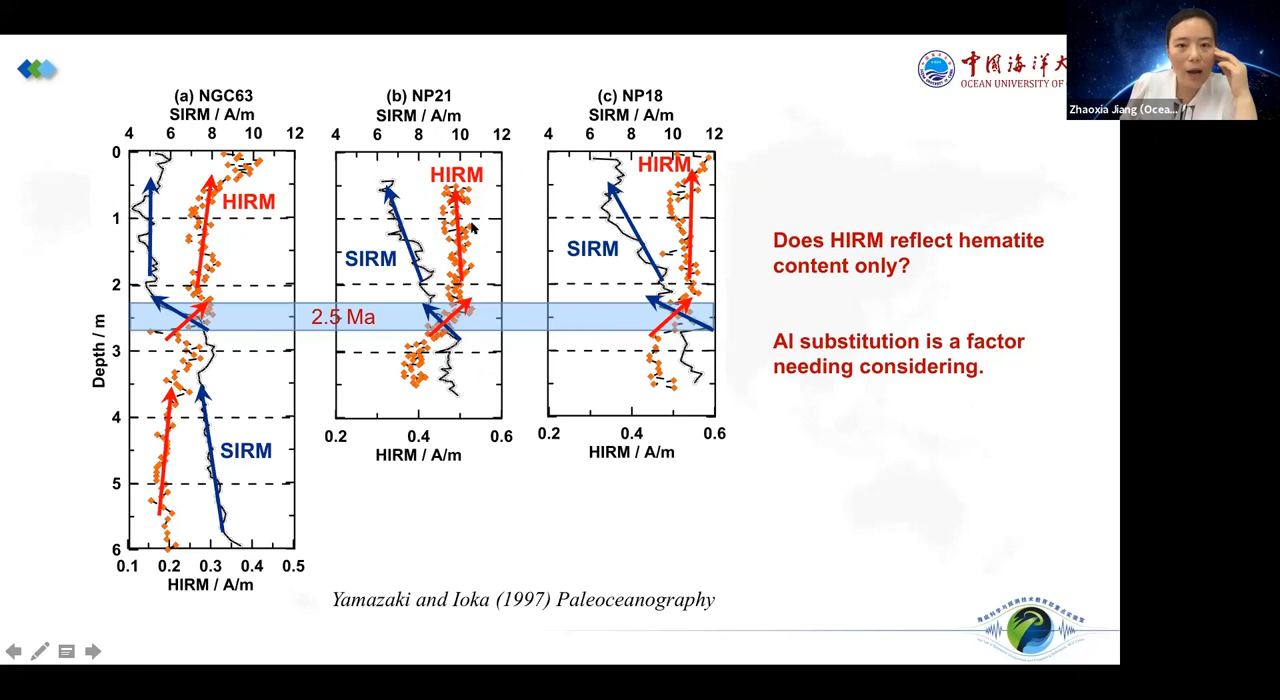 中国海洋大
OCEAN UNIVERSITY OF
Zhaoxia Jiang (Ocea...
(a) NGC63
SIRM / A/m
4 6 8 10 12
(b) NP21
SIRM / A/m
4 6 8 10 12
(c) NP18
SIRM / A/m
4 6 8 10 12
0
1
2
3
4
5
6
Depth / m
HIRM
SIRM
0.1 0.2 0.3 0.4 0.5
HIRM / A/m
HIRM
SIRM
0.2 0.4 0.6
HIRM / A/m
HIRM
SIRM
0.2 0.4 0.6
HIRM / A/m
2.5 Ma
Does HIRM reflect hematite
content only?
Al substitution is a factor
needing considering.
Yamazaki and Ioka (1997) Paleoceanography